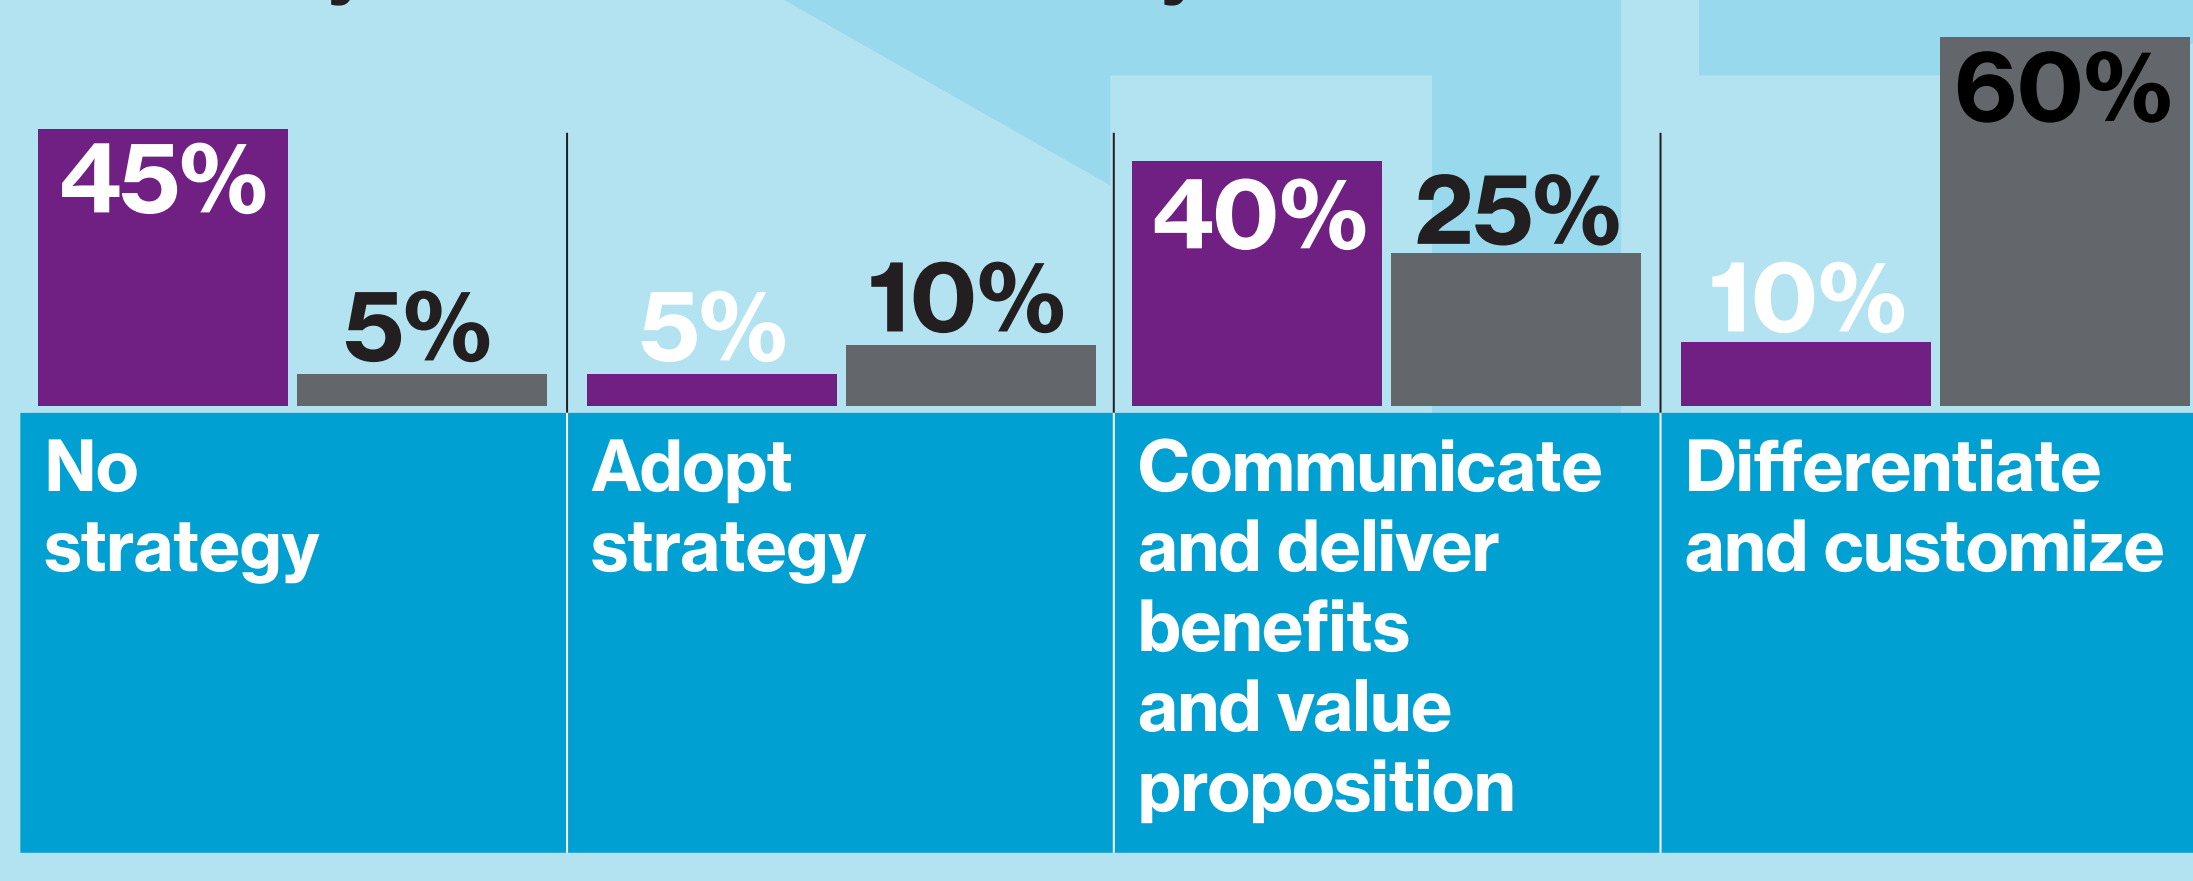 45%
5%
5%
10%
40%
25%
10%
60%
No
strategy
Adopt
strategy
Communicate
and deliver
benefits
and value
proposition
Differentiate
and customize